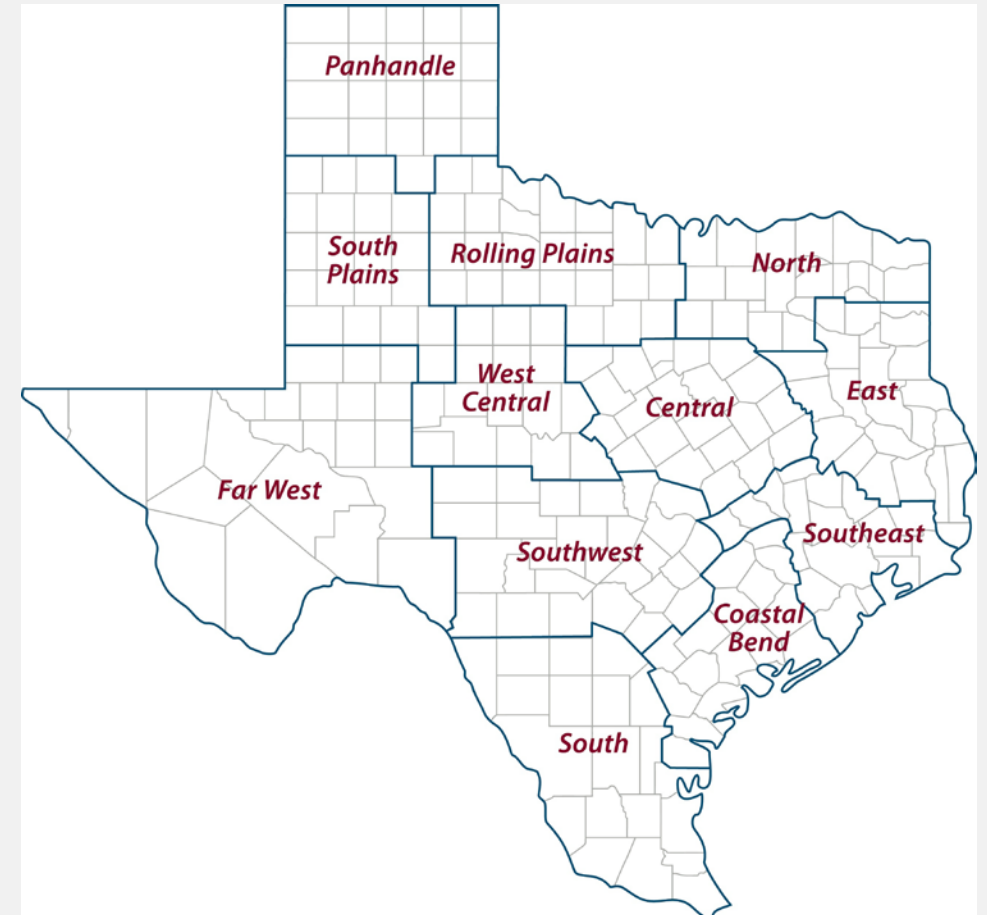 Panhandle
South
Plains
Rolling Plains
North
West
Central
Central
East
Far West
Southwest
Southeast
Coastal
Bend
South